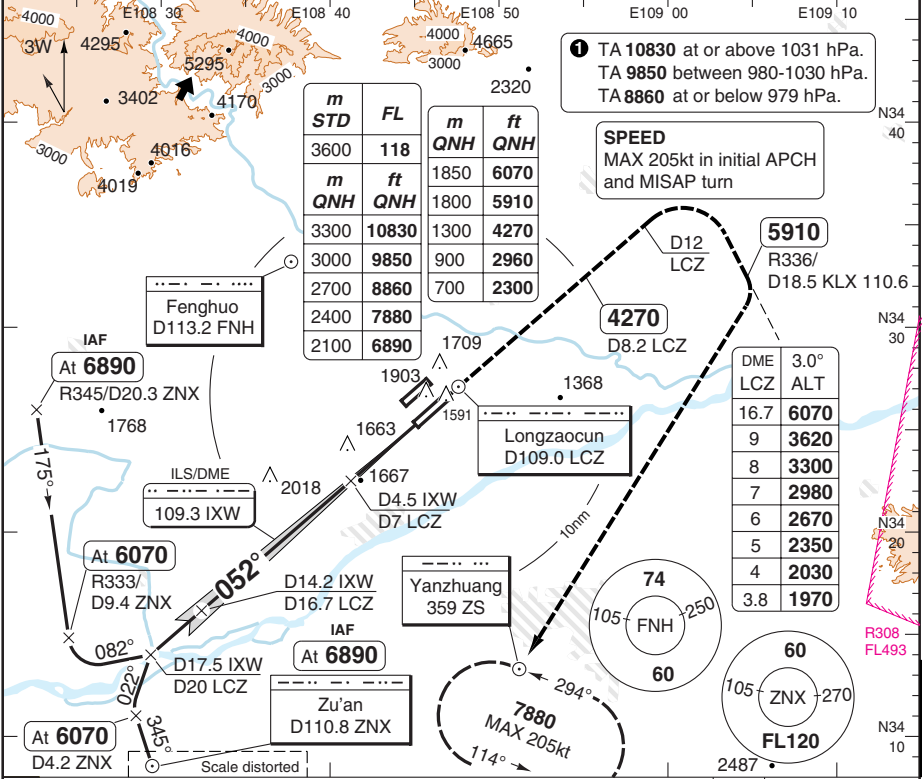 E108 30
E108 40
E108 50
E109 00
E109 10
4000
3W
4295
4000
5295
3000
3402
4170
3000
4016
4019
4000
4665
3000
2320
❶ TA 10830 at or above 1031 hPa.
TA 9850 between 980-1030 hPa.
TA 8860 at or below 979 hPa.
N34
40
SPEED
MAX 205kt in initial APCH
and MISAP turn
m STD FL
3600 118
m QNH ft QNH
3300 10830
3000 9850
2700 8860
2400 7880
2100 6890
m QNH ft QNH
1850 6070
1800 5910
1300 4270
900 2960
700 2300
D12
LCZ
5910
R336/
D18.5 KLX 110.6
Fenghuo
D113.2 FNH
4270
D8.2 LCZ
N34
30
IAF
At 6890
R345/D20.3 ZNX
1768
1709
1903
1591
1368
DME LCZ 3.0° ALT
16.7 6070
9 3620
8 3300
7 2980
6 2670
5 2350
4 2030
3.8 1970
Longzaocun
D109.0 LCZ
175°
1663
1667
2018
ILS/DME
109.3 IXW
D4.5 IXW
D7 LCZ
10nm
N34
20
At 6070
R333/
D9.4 ZNX
052°
D14.2 IXW
D16.7 LCZ
Yanzhuang
359 ZS
74
105
FNH
250
60
R308
FL493
082°
D17.5 IXW
D20 LCZ
IAF
At 6890
Zu'an
D110.8 ZNX
022°
345°
At 6070
D4.2 ZNX
Scale distorted
294°
7880
MAX 205kt
114°
60
105
ZNX
270
FL120
2487
N34
10